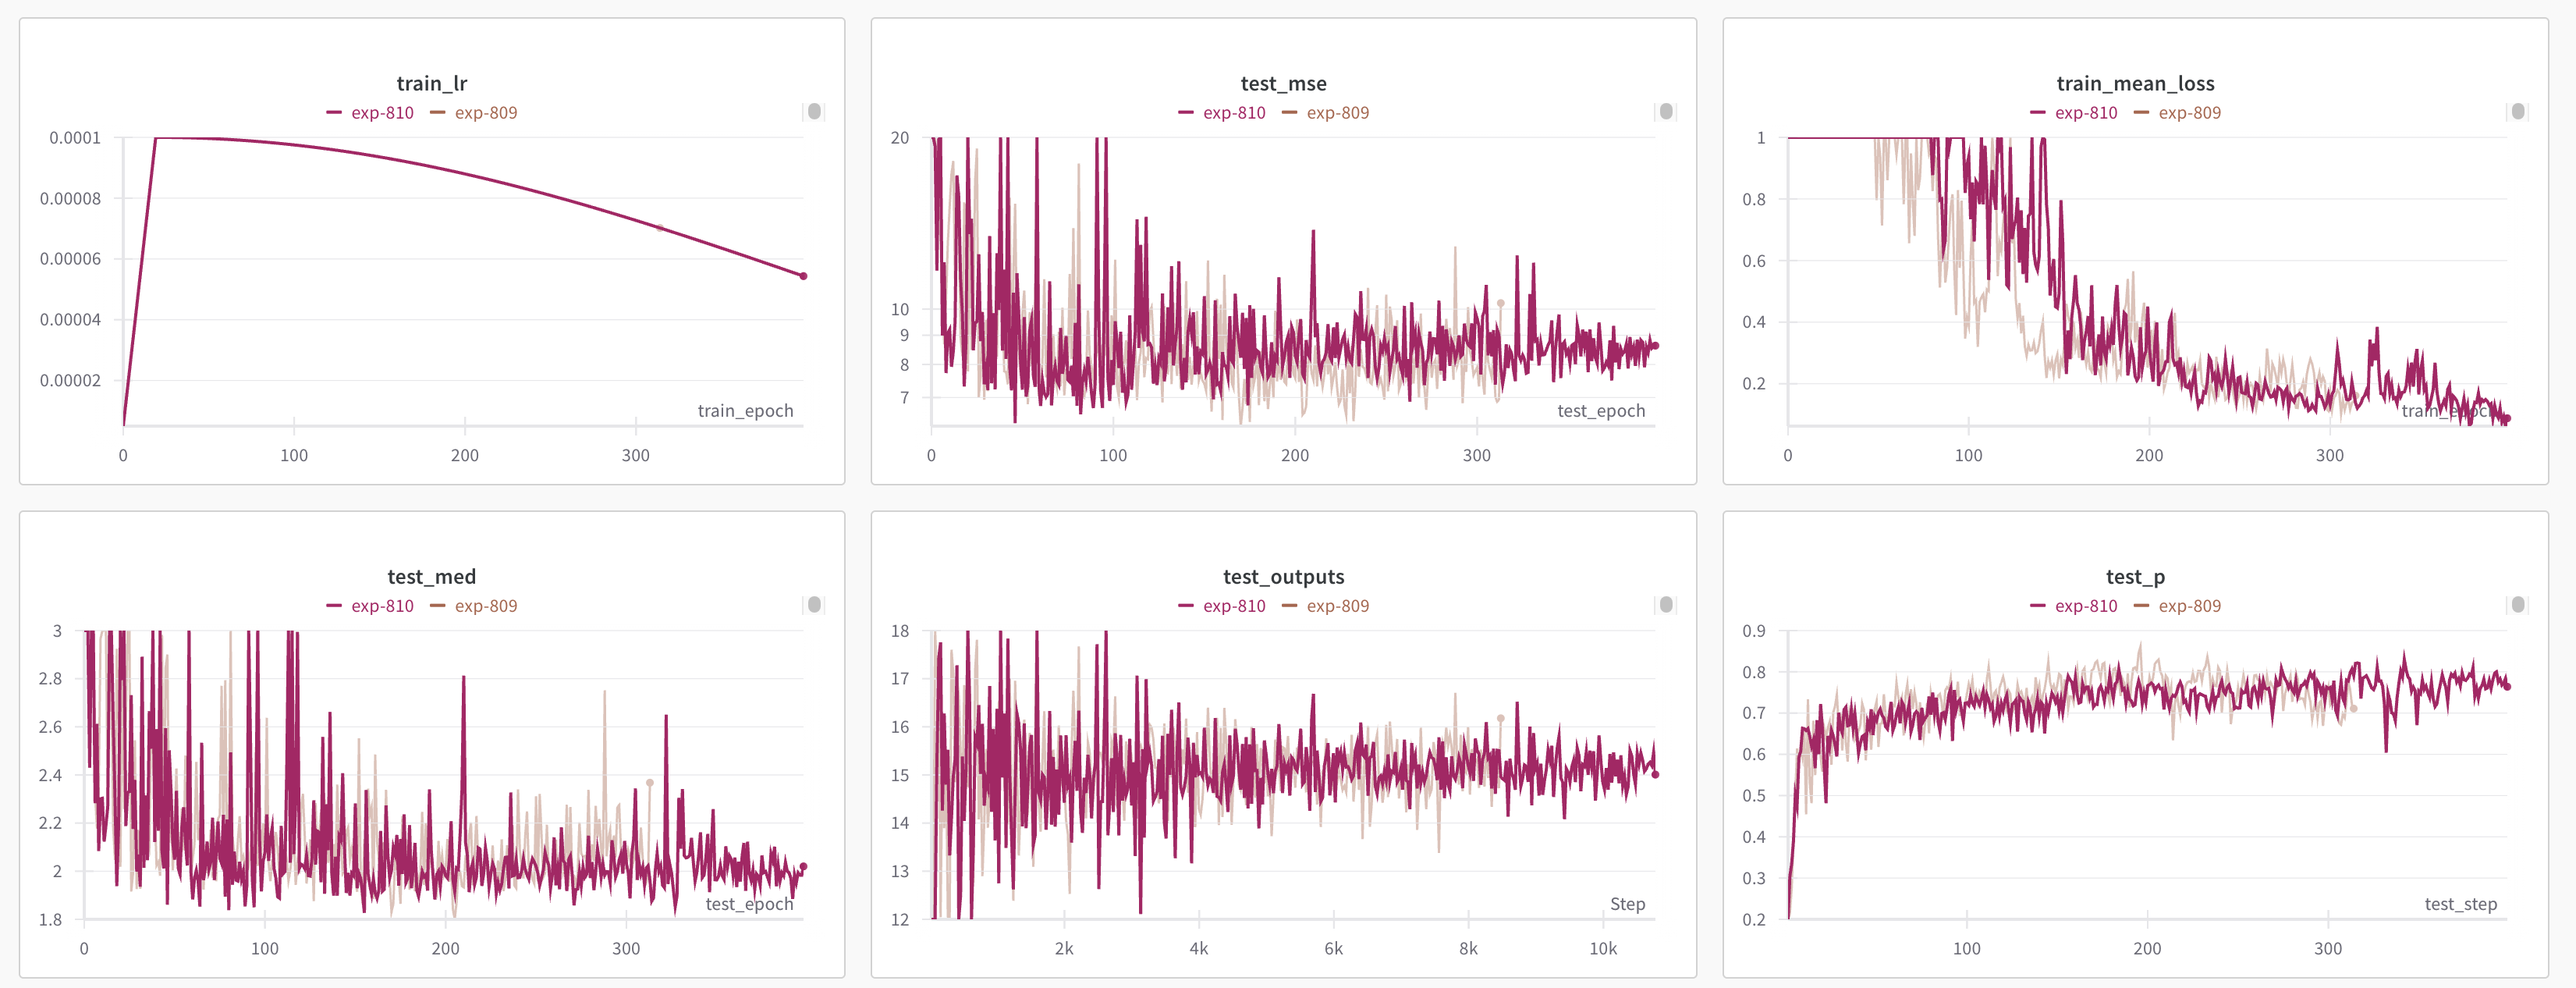 train_lr
exp-810 exp-809
0.0001
0.00008
0.00006
0.00004
0.00002
train_epoch
0 100 200 300
test_mse
exp-810 exp-809
20
10
9
8
7
test_epoch
0 100 200 300
train_mean_loss
exp-810 exp-809
1
0.8
0.6
0.4
0.2
train_epoch
0 100 200 300
test_med
exp-810 exp-809
3
2.8
2.6
2.4
2.2
2
1.8
test_epoch
0 100 200 300
test_outputs
exp-810 exp-809
18
17
16
15
14
13
12
Step
2k 4k 6k 8k 10k
test_p
exp-810 exp-809
0.9
0.8
0.7
0.6
0.5
0.4
0.3
0.2
test_step
100 200 300